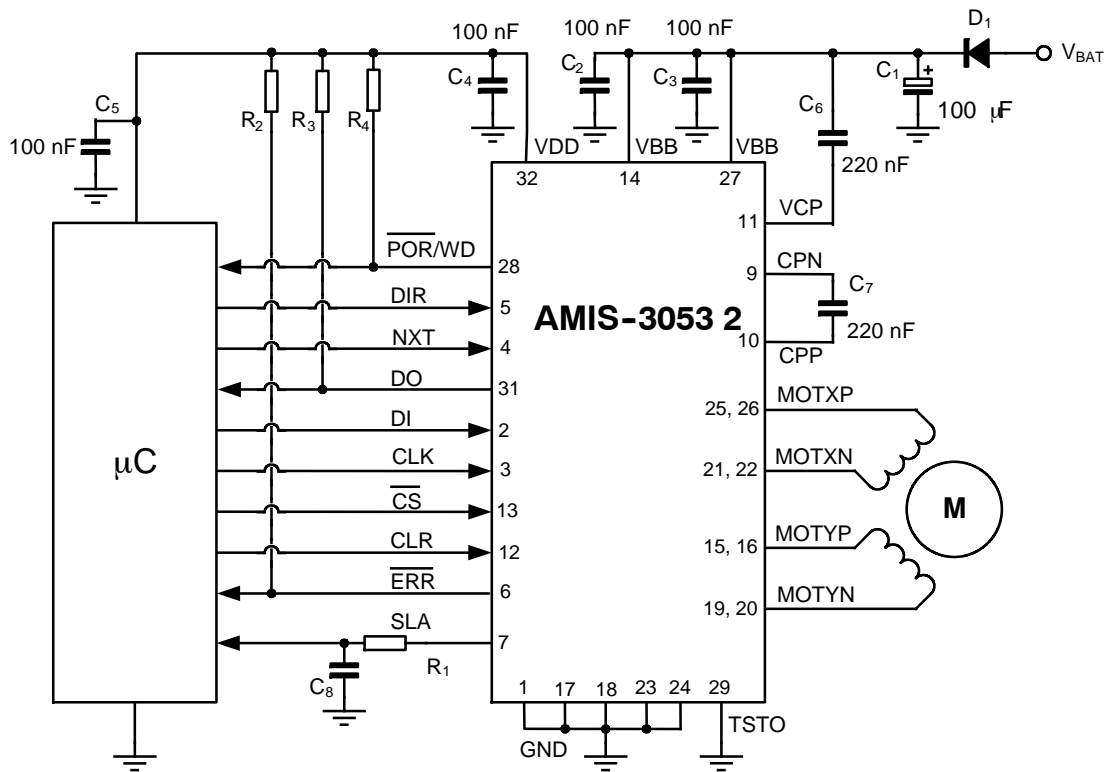 100 nF
100 nF
100 nF
D1
VBAT
C4
C2
C3
C1
+
100 μF
C5
R2
R3
R4
C6
100 nF
220 nF
VDD
VBB
VBB
32
14
27
11
VCP
POR/WD
28
9
CPN
DIR
5
AMIS-3053 2
C7
220 nF
NXT
4
10
CPP
DO
31
25, 26
MOTXP
DI
2
μC
CLK
3
21, 22
MOTXN
CS
13
M
CLR
12
15, 16
MOTYP
ERR
6
19, 20
MOTYN
SLA
7
R1
C8
1
17
18
23
24
29
GND
TSTO